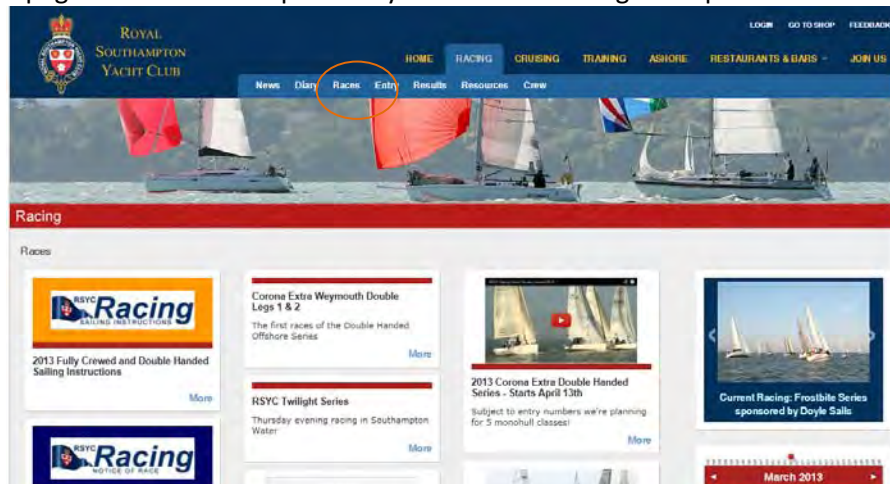 ROYAL
SOUTHAMPTON
YACHT CLUB
LOGIN GO TO SHOP FEEDBACK
HOME RACING CRUISING TRAINING ASHORE RESTAURANTS & BARS JOIN US
News Diary Races Entry Results Resources Crew
Racing
Races
RSYC Racing
SAILING INSTRUCTIONS
2013 Fully Crewed and Double Handed
Sailing Instructions
More
RSYC Racing
NOTICE OF RACE
Corona Extra Weymouth Double
Legs 1 & 2
The first races of the Double Handed
Offshore Series
More
RSYC Twilight Series
Thursday evening racing in Southampton
Water
More
2013 Corona Extra Double Handed
Series - Starts April 13th
Subject to entry numbers we're planning
for 5 monohull classes!
More
Current Racing: Frostbite Series
sponsored by Doyle Sails
March 2013